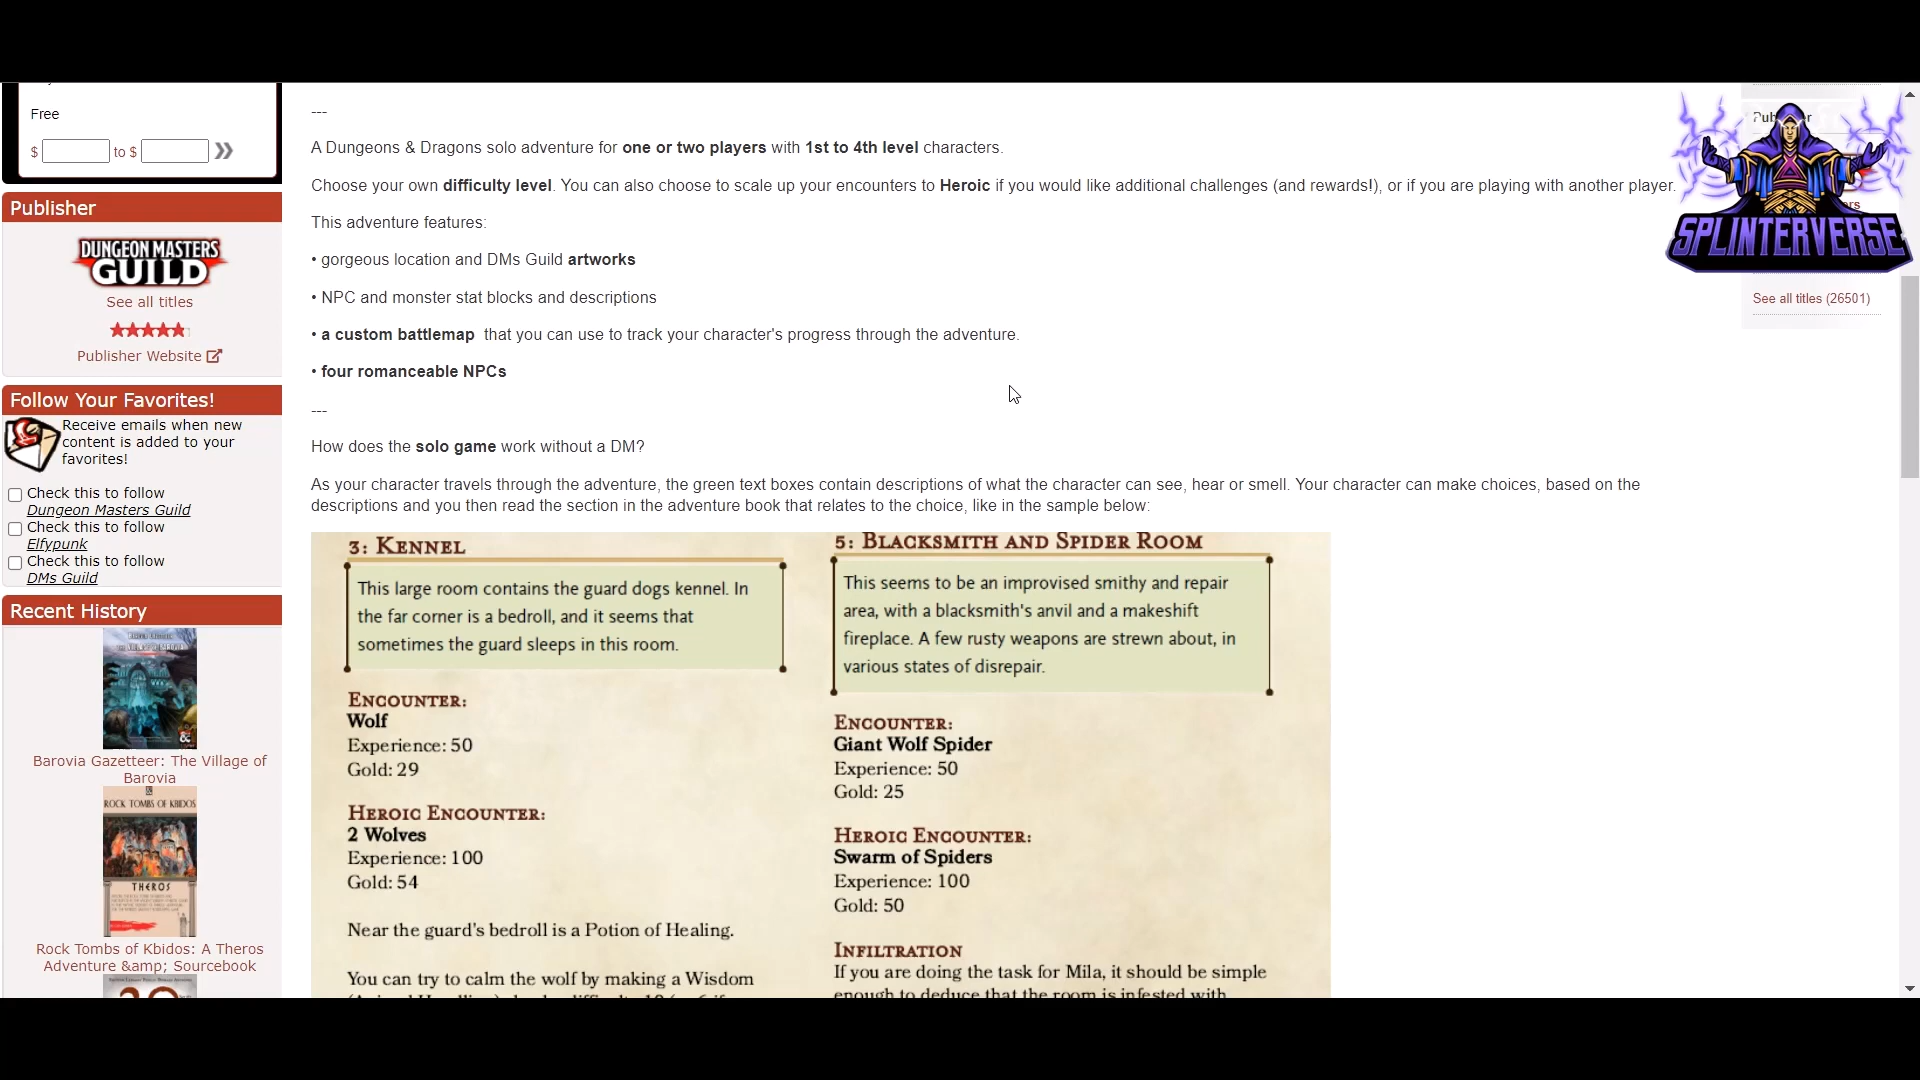 Free
$ to $
Publisher
DUNGEON MASTERS
GUILD
See all titles
Publisher Website
Follow Your Favorites!
Receive emails when new
content is added to your
favorites!
Check this to follow
Dungeon Masters Guild
Check this to follow
Elfypunk
Check this to follow
DMs Guild
Recent History
Barovia Gazetteer: The Village of
Barovia
ROCK TOMBS OF KBIDOS
THEROS
Rock Tombs of Kbidos: A Theros
Adventure &amp; Sourcebook
---
A Dungeons & Dragons solo adventure for one or two players with 1st to 4th level characters.
Choose your own difficulty level. You can also choose to scale up your encounters to Heroic if you would like additional challenges (and rewards!), or if you are playing with another player.
This adventure features:
• gorgeous location and DMs Guild artworks
• NPC and monster stat blocks and descriptions
• a custom battlemap that you can use to track your character's progress through the adventure.
• four romanceable NPCs
---
How does the solo game work without a DM?
As your character travels through the adventure, the green text boxes contain descriptions of what the character can see, hear or smell. Your character can make choices, based on the
descriptions and you then read the section in the adventure book that relates to the choice, like in the sample below:
3: KENNEL
This large room contains the guard dogs kennel. In
the far corner is a bedroll, and it seems that
sometimes the guard sleeps in this room.
ENCOUNTER:
Wolf
Experience: 50
Gold: 29
HEROIC ENCOUNTER:
2 Wolves
Experience: 100
Gold: 54
Near the guard's bedroll is a Potion of Healing.
You can try to calm the wolf by making a Wisdom
5: BLACKSMITH AND SPIDER ROOM
This seems to be an improvised smithy and repair
area, with a blacksmith's anvil and a makeshift
fireplace. A few rusty weapons are strewn about, in
various states of disrepair.
ENCOUNTER:
Giant Wolf Spider
Experience: 50
Gold: 25
HEROIC ENCOUNTER:
Swarm of Spiders
Experience: 100
Gold: 50
INFILTRATION
If you are doing the task for Mila, it should be simple
enough to deduce that the room is infested with
SPLINTERVERSE
See all titles (26501)